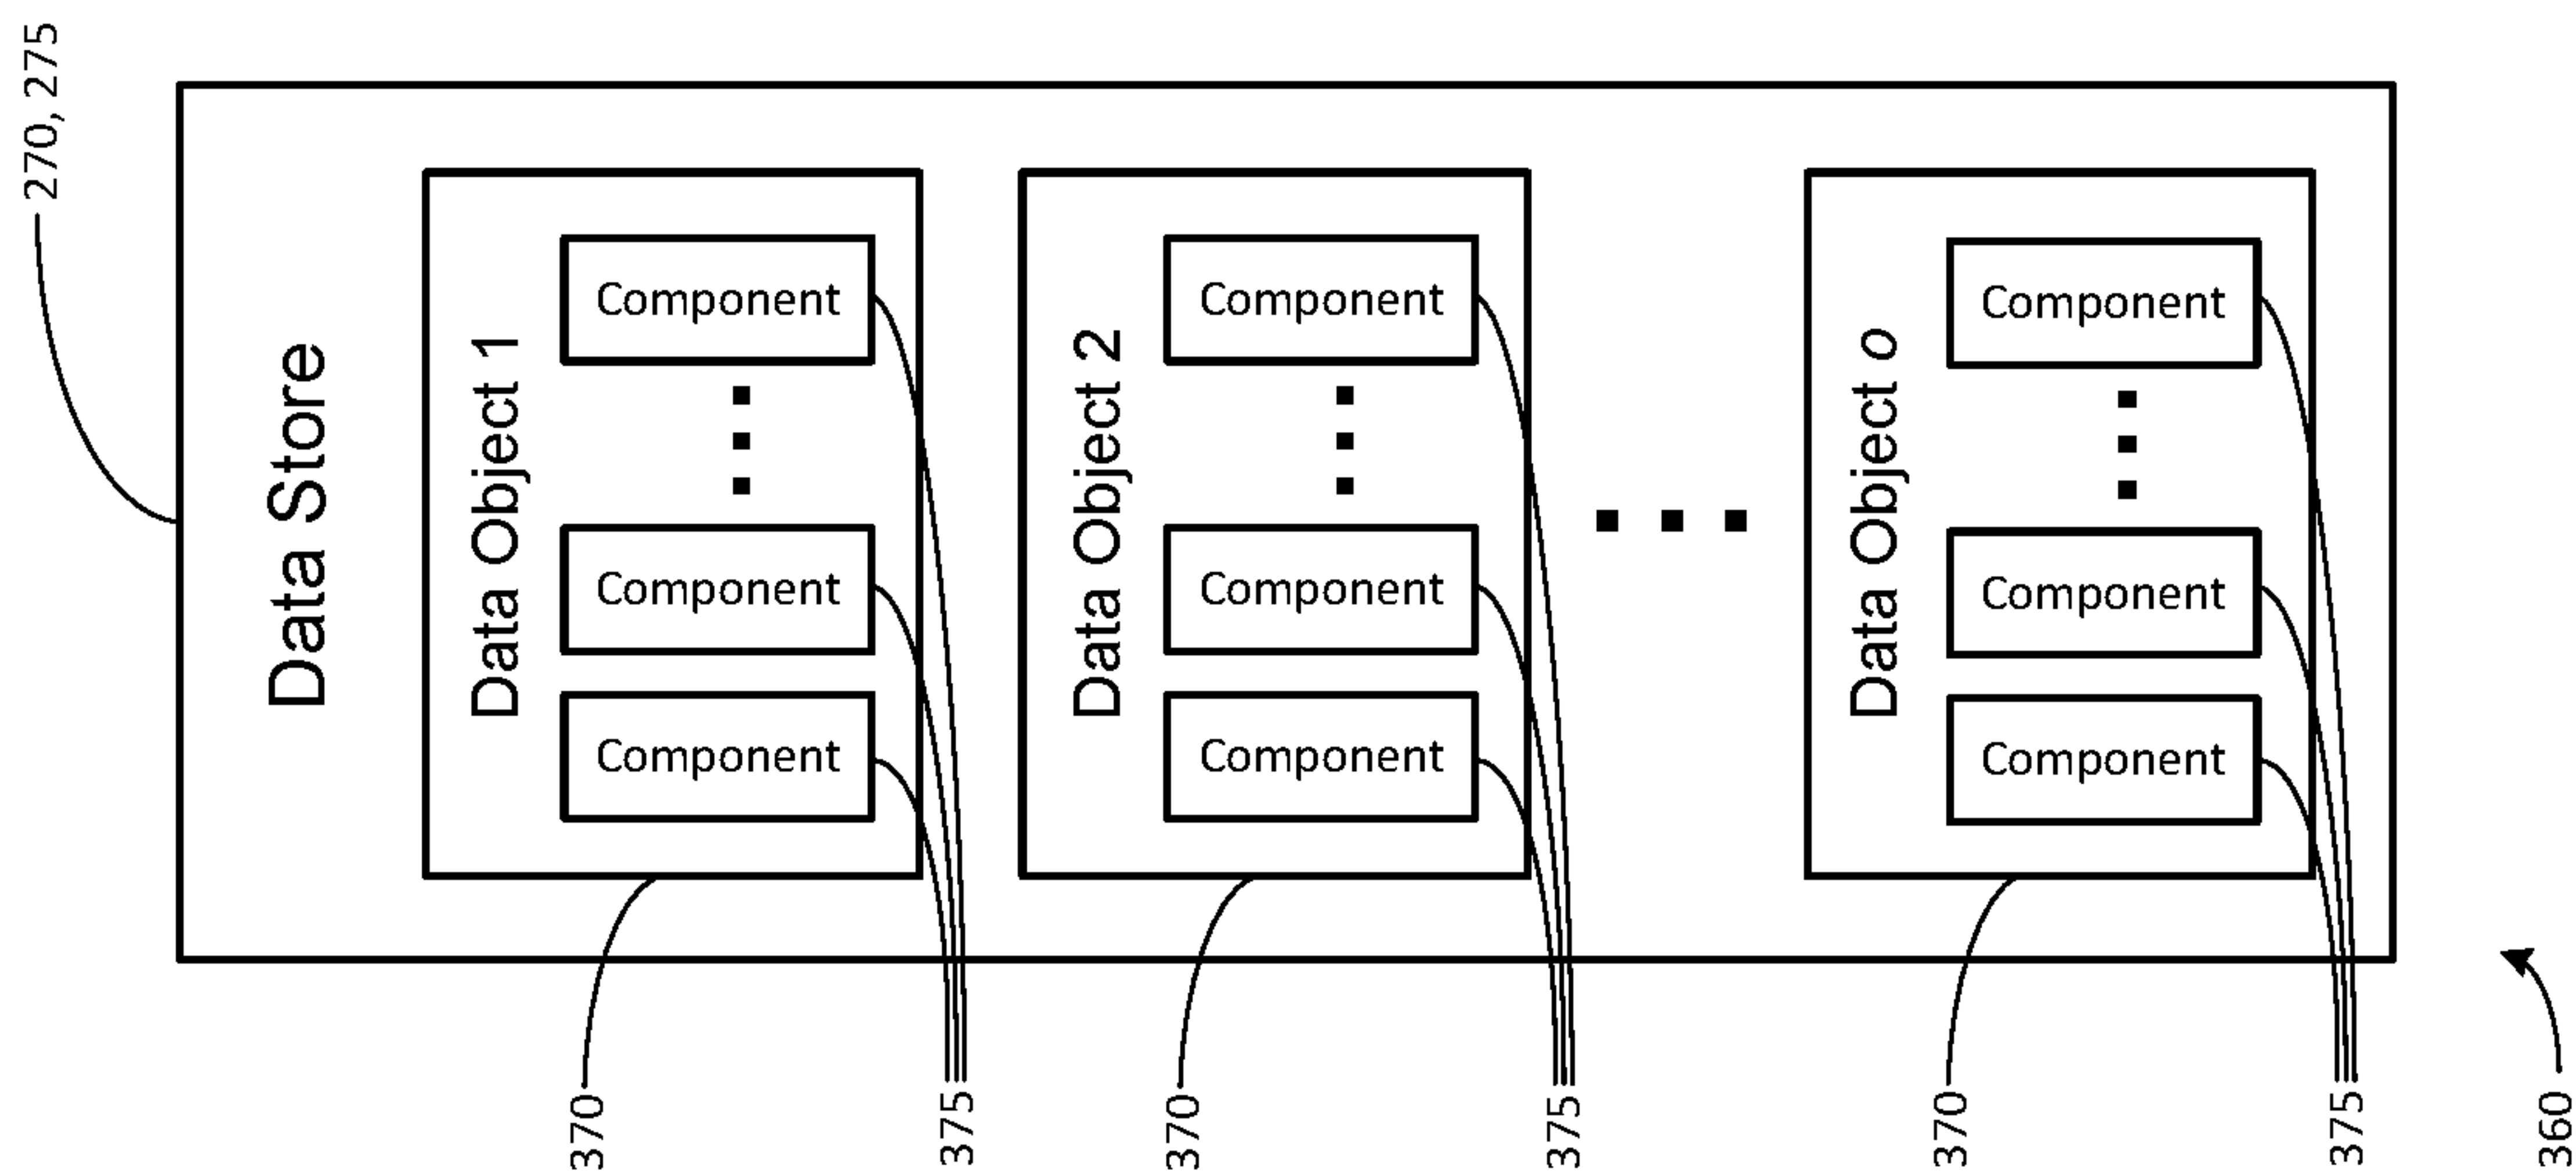 270, 275
Data Store
Data Object 1
Component
Component
Component
370
375
Data Object 2
Component
Component
Component
370
375
Data Object o
Component
Component
Component
370
375
360